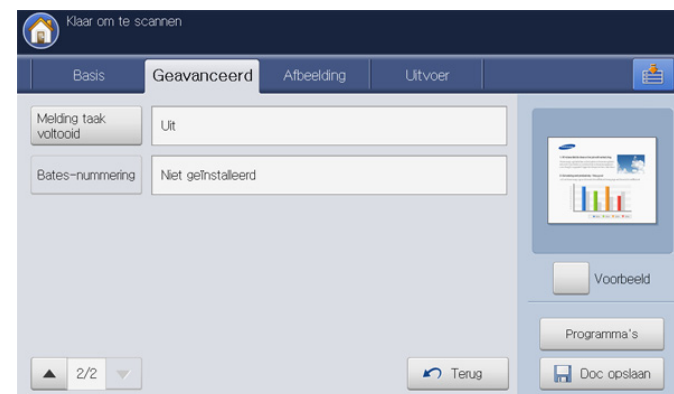 Klaar om te scannen
Basis
Geavanceerd
Afbeelding
Uitvoer
Melding taak
voltooid
Uit
Bates-nummering
Niet geïnstalleerd
Voorbeeld
Programma's
2/2
Terug
Doc opslaan